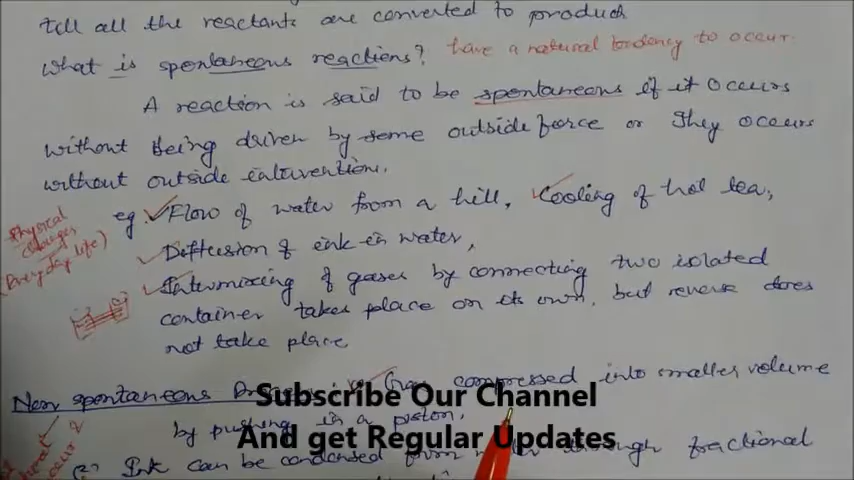 till all the reactants are converted to product
What is spontaneous reactions? have a natural tendency to occur.
A reaction is said to be spontaneous if it occurs
without being driven by some outside force or They occurs
without outside intervention.
eg. Flow of water from a hill, Cooling of hot tea,
Physical
changes
(Everyday life)
Diffusion of ink in water,
Intermixing of gases by connecting two isolated
container takes place on its own, but reverse does
not take place.
Non spontaneous compressed into smaller volume
by pushing in a piston.
(2) Ink can be condensed through fractional
Subscribe Our Channel
And get Regular Updates